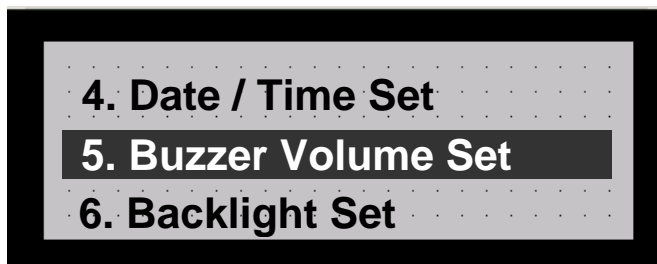 4. Date / Time Set
5. Buzzer Volume Set
6. Backlight Set